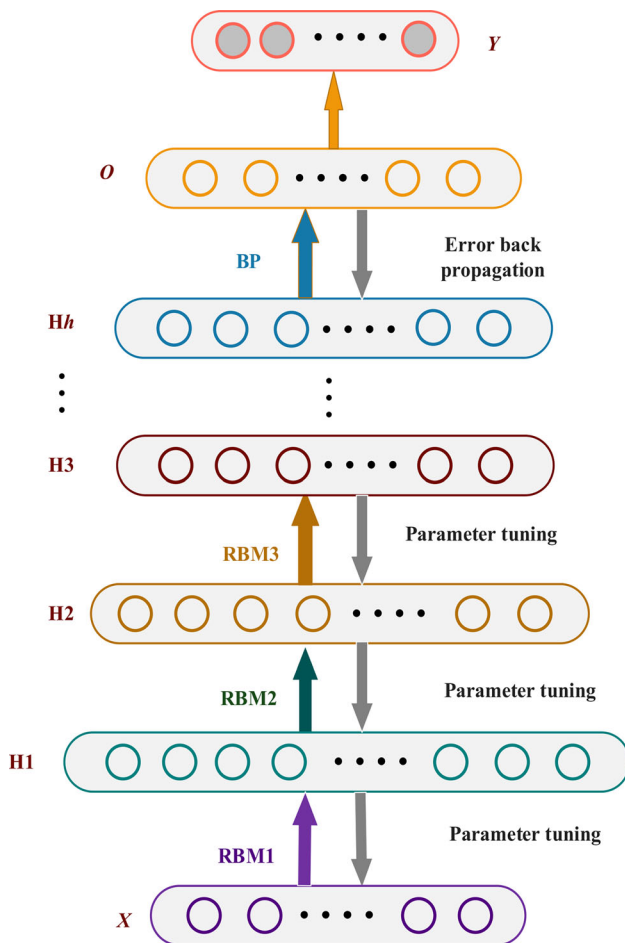 Y
O
BP
Error back
propagation
Hh
H3
RBM3
Parameter tuning
H2
RBM2
Parameter tuning
H1
RBM1
Parameter tuning
X